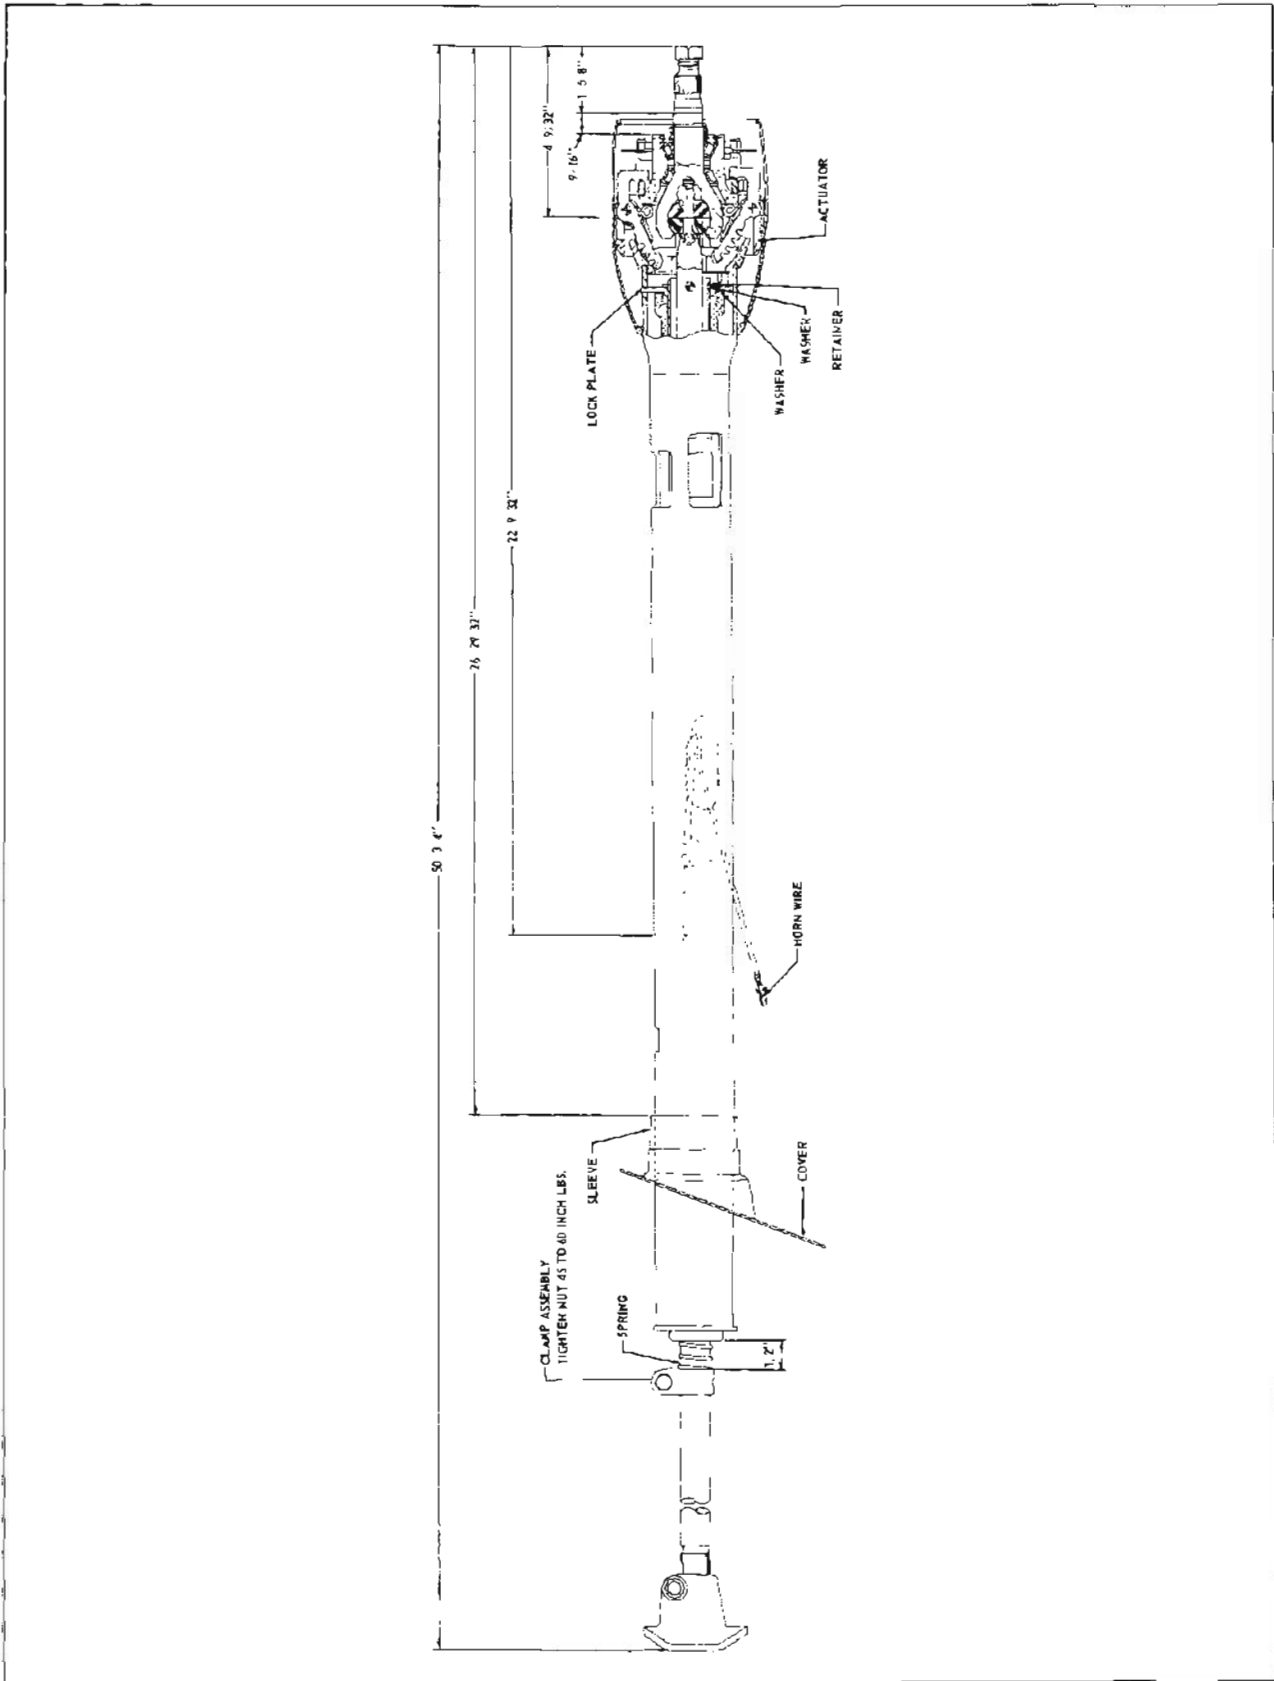 50 3 4"
26 29 32"
22 9 32"
4 9/32"
1 5 8"
9/16"
LOCK PLATE
ACTUATOR
WASHER
WASHER
RETAINER
HORN WIRE
SLEEVE
COVER
CLAMP ASSEMBLY
TIGHTEN NUT 45 TO 60 INCH LBS.
SPRING
1 2"